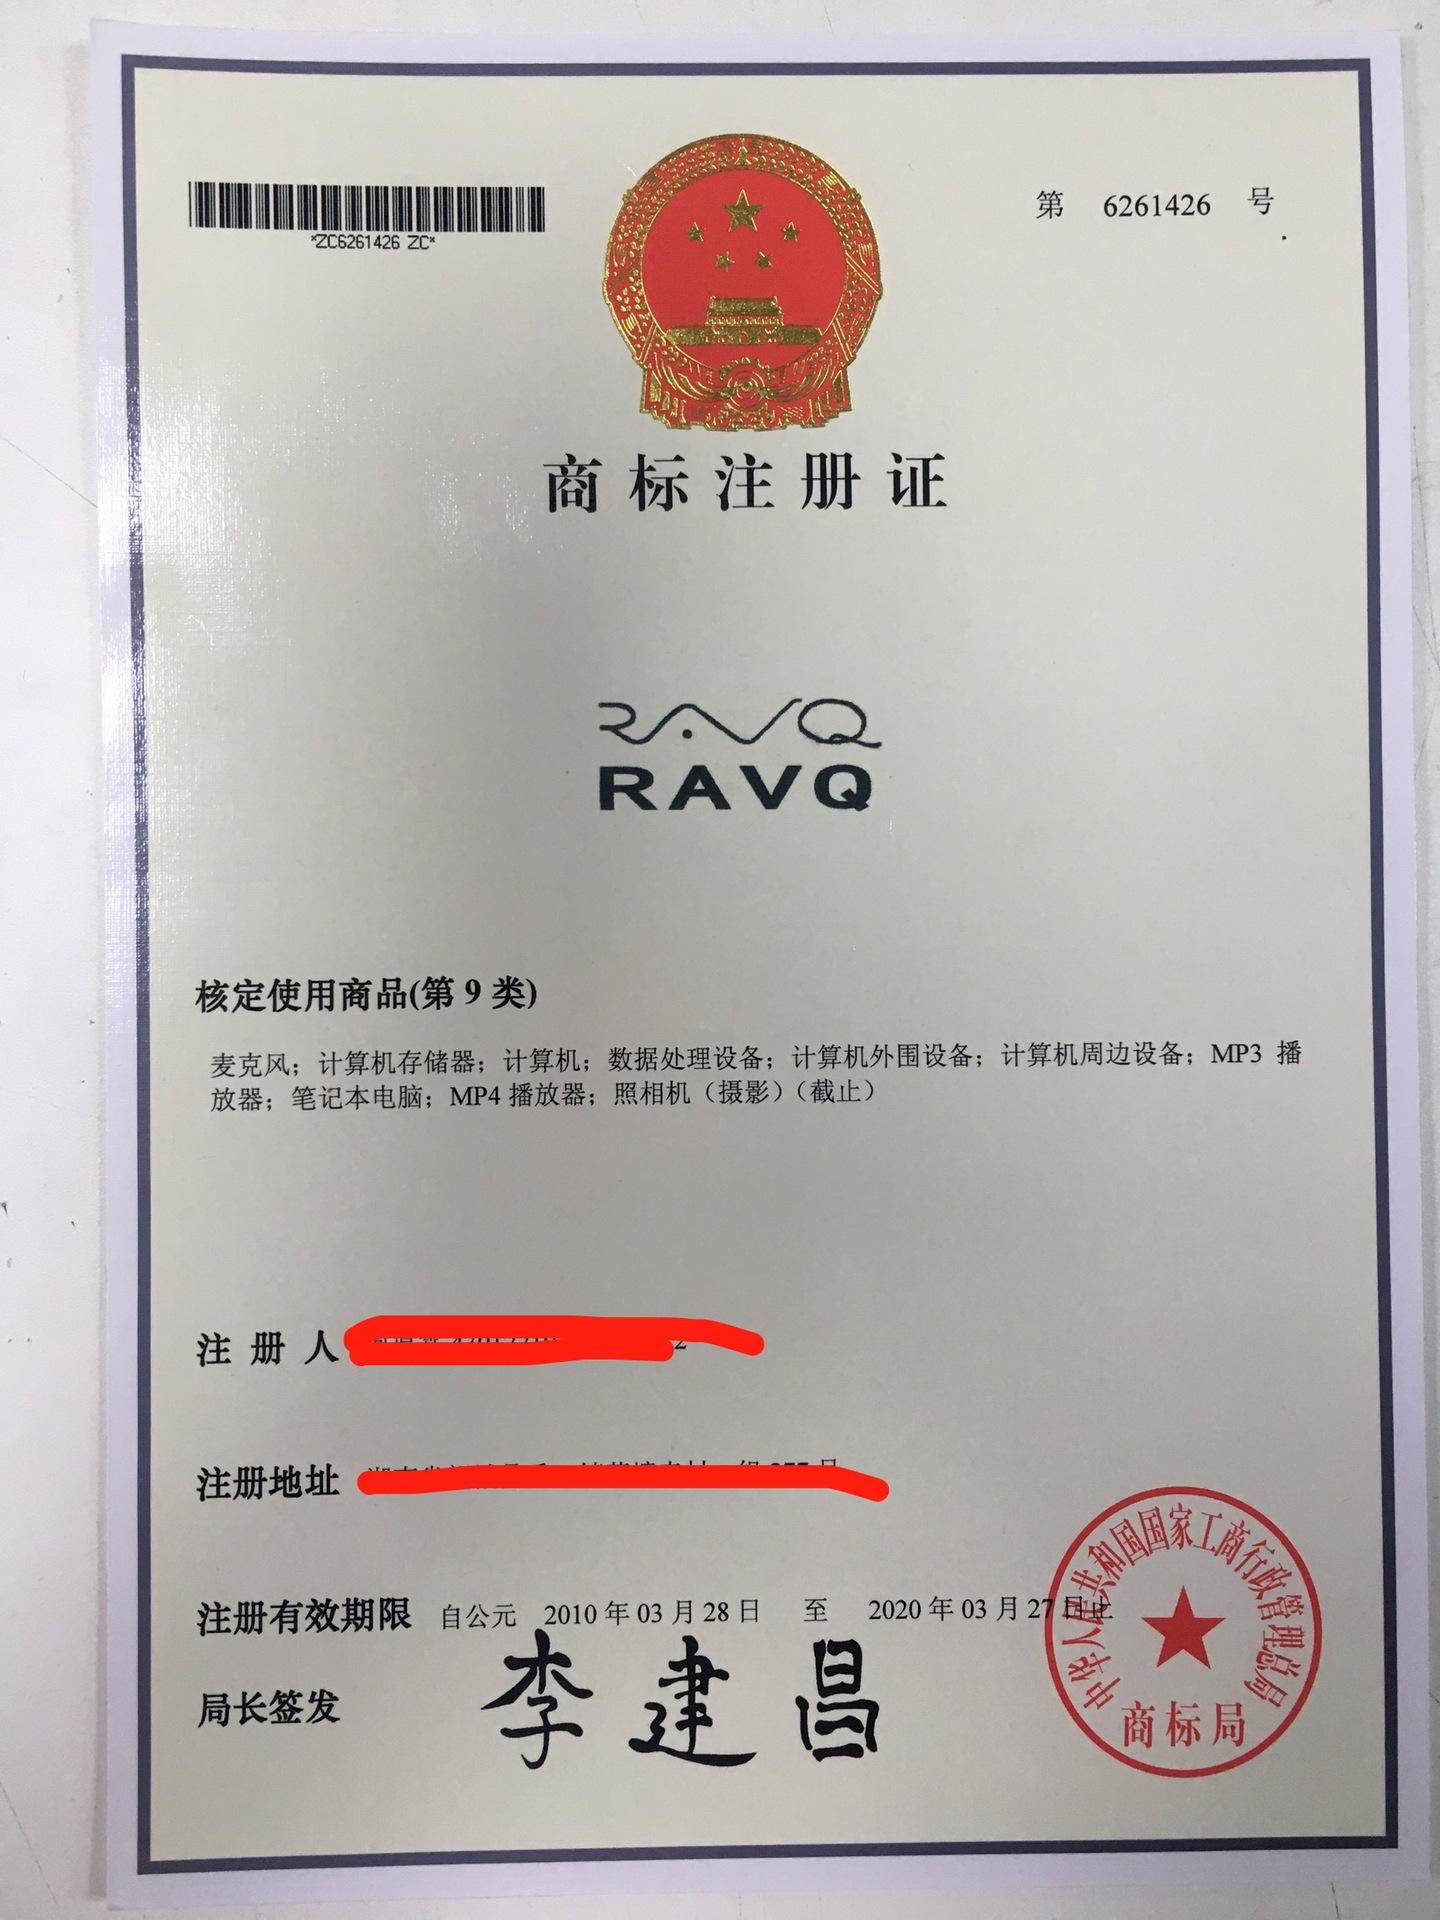 *ZC6261426 ZC*
第 6261426 号
商标注册证
RAVQ
RAVQ
核定使用商品(第 9 类)
麦克风；计算机存储器；计算机；数据处理设备；计算机外围设备；计算机周边设备；MP3 播
放器；笔记本电脑；MP4 播放器；照相机（摄影）（截止）
注 册 人
注册地址
注册有效期限 自公元 2010 年 03 月 28 日 至 2020 年 03 月 27 日止
局长签发 李建昌
中华人民共和国国家工商行政管理总局
商标局